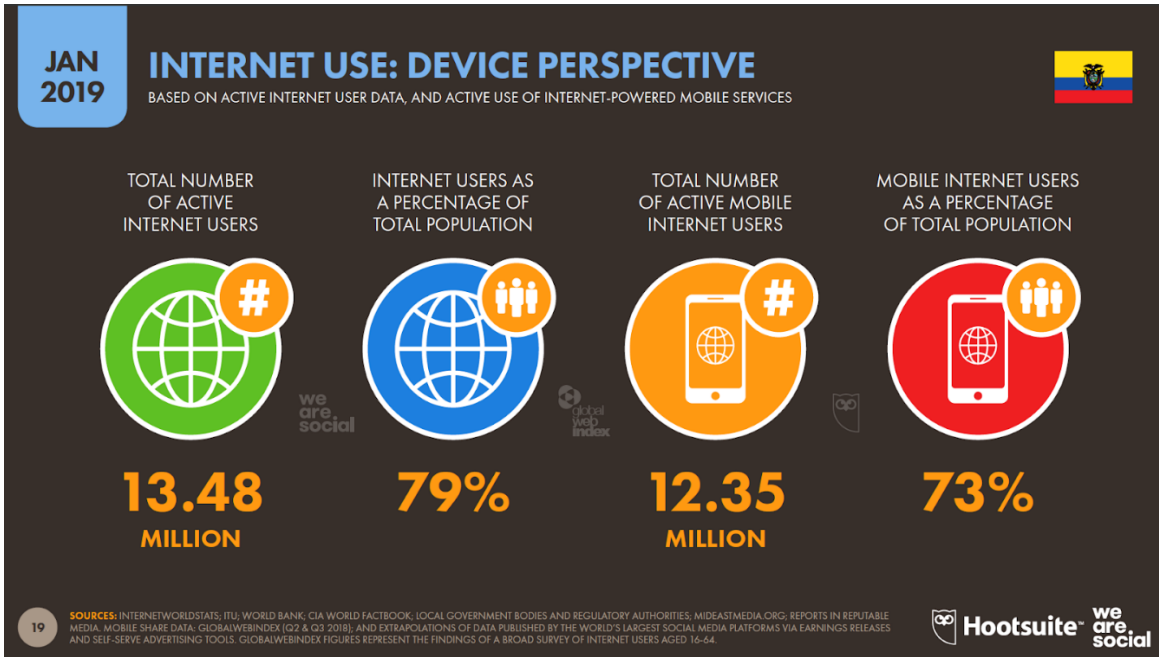 JAN
2019
INTERNET USE: DEVICE PERSPECTIVE
BASED ON ACTIVE INTERNET USER DATA, AND ACTIVE USE OF INTERNET-POWERED MOBILE SERVICES
TOTAL NUMBER
OF ACTIVE
INTERNET USERS
INTERNET USERS AS
A PERCENTAGE OF
TOTAL POPULATION
TOTAL NUMBER
OF ACTIVE MOBILE
INTERNET USERS
MOBILE INTERNET USERS
AS A PERCENTAGE
OF TOTAL POPULATION
#
#
we
are
social
global
web
index
13.48
MILLION
79%
12.35
MILLION
73%
19
SOURCES: INTERNETWORLDSTATS; ITU; WORLD BANK; CIA WORLD FACTBOOK; LOCAL GOVERNMENT BODIES AND REGULATORY AUTHORITIES; MIDEASTMEDIA.ORG; REPORTS IN REPUTABLE
MEDIA. MOBILE SHARE DATA: GLOBALWEBINDEX (Q2 & Q3 2018); AND EXTRAPOLATIONS OF DATA PUBLISHED BY THE WORLD'S LARGEST SOCIAL MEDIA PLATFORMS VIA EARNINGS RELEASES
AND SELF-SERVE ADVERTISING TOOLS. GLOBALWEBINDEX FIGURES REPRESENT THE FINDINGS OF A BROAD SURVEY OF INTERNET USERS AGED 16-64.
Hootsuite™
we
are
social